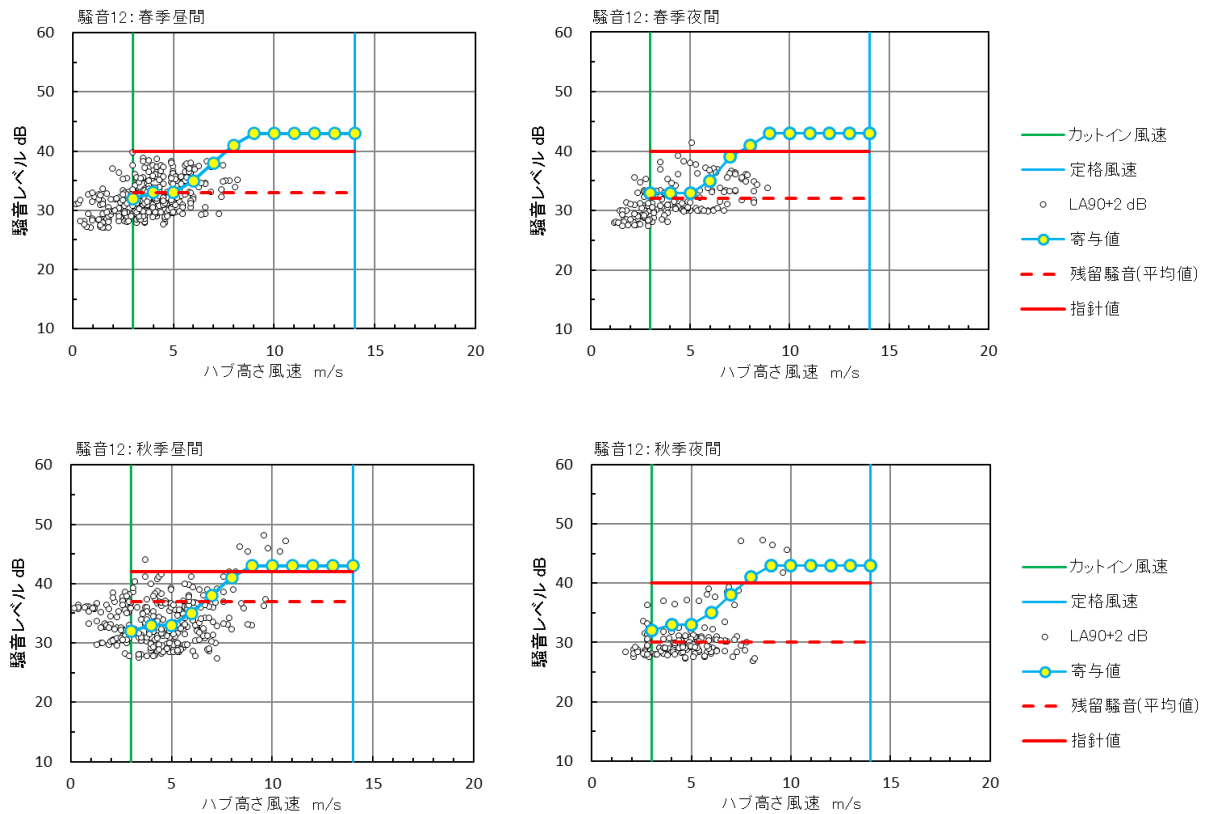 騒音12:春季昼間
60
50
40
30
20
10
騒音レベル dB
0
5
10
15
20
ハブ高さ風速 m/s
騒音12:春季夜間
60
50
40
30
20
10
騒音レベル dB
0
5
10
15
20
ハブ高さ風速 m/s
カットイン風速
定格風速
LA90+2 dB
寄与値
残留騒音(平均値)
指針値
騒音12:秋季昼間
60
50
40
30
20
10
騒音レベル dB
0
5
10
15
20
ハブ高さ風速 m/s
騒音12:秋季夜間
60
50
40
30
20
10
騒音レベル dB
0
5
10
15
20
ハブ高さ風速 m/s
カットイン風速
定格風速
LA90+2 dB
寄与値
残留騒音(平均値)
指針値